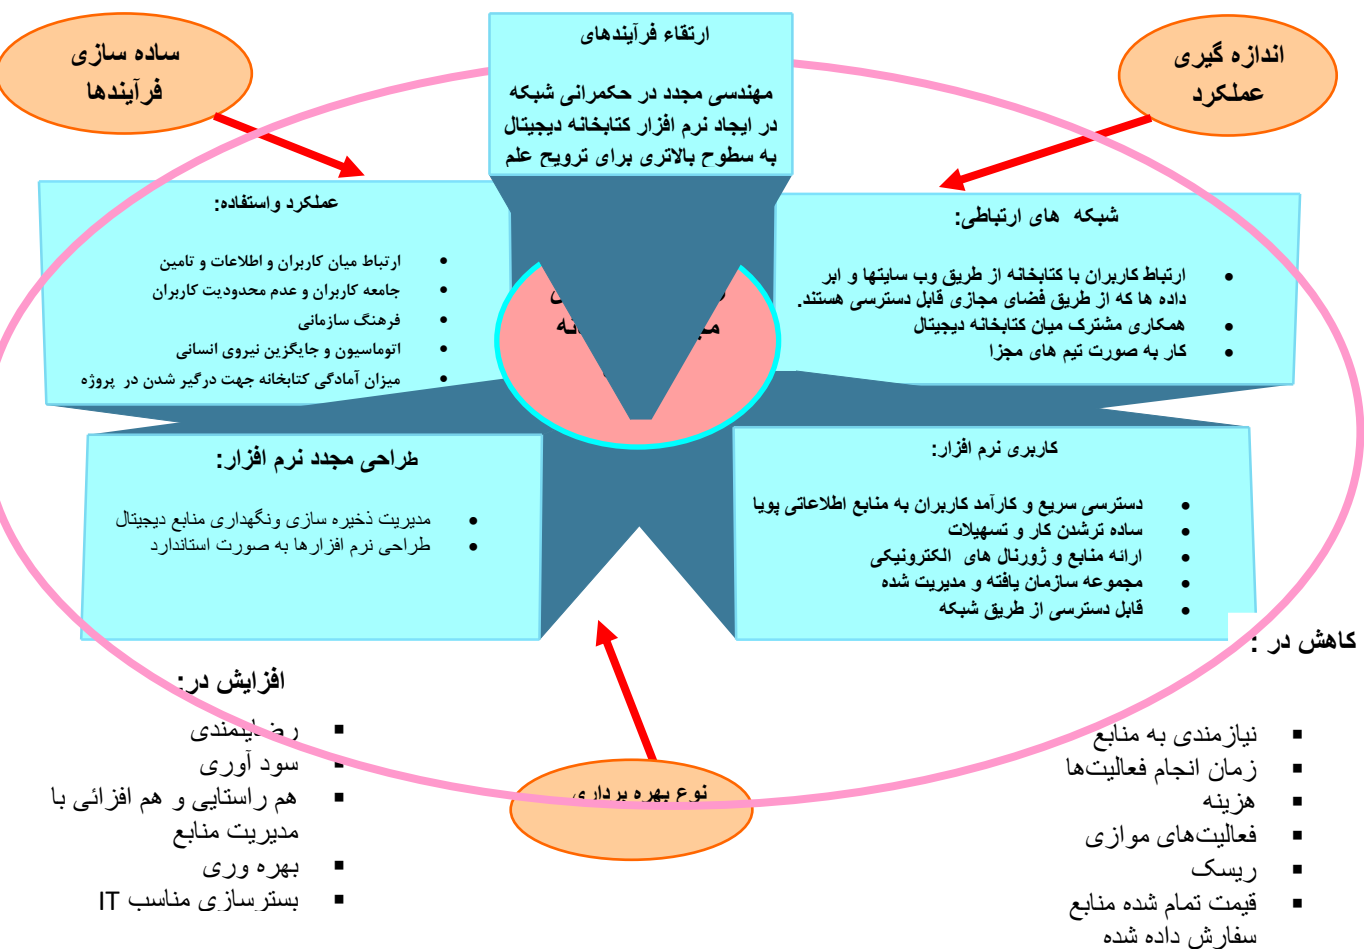 ساده سازی
فرآیندها
ارتقاء فرآیندهای
مهندسی مجدد در حکمرانی شبکه
در ایجاد نرم افزار کتابخانه دیجیتال
به سطوح بالاتری برای ترویج علم
اندازه گیری
عملکرد
شبکه های ارتباطی:
ارتباط کاربران با کتابخانه از طریق وب سایتها و ابر
داده ها که از طریق فضای مجازی قابل دسترسی هستند.
همکاری مشترک میان کتابخانه دیجیتال
کار به صورت تیم های مجزا
عملکرد واستفاده:
ارتباط میان کاربران و اطلاعات و تامین
جامعه کاربران و عدم محدودیت کاربران
فرهنگ سازمانی
اتوماسیون و جایگزین نیروی انسانی
میزان آمادگی کتابخانه جهت درگیر شدن در پروژه
کاربری نرم افزار:
دسترسی سریع و کارآمد کاربران به منابع اطلاعاتی پویا
ساده ترشدن کار و تسهیلات
ارائه منابع و ژورنال های الکترونیکی
مجموعه سازمان یافته و مدیریت شده
قابل دسترسی از طریق شبکه
طراحی مجدد نرم افزار:
مدیریت ذخیره سازی ونگهداری منابع دیجیتال
طراحی نرم افزارها به صورت استاندارد
کاهش در :
نیازمندی به منابع
زمان انجام فعالیت‌ها
هزینه
فعالیت‌های موازی
ریسک
قیمت تمام شده منابع
سفارش داده شده
افزایش در:
رضایتمندی
سود آوری
هم راستایی و هم افزائی با
مدیریت منابع
بهره وری
بسترسازی مناسب IT
نوع بهره برداری